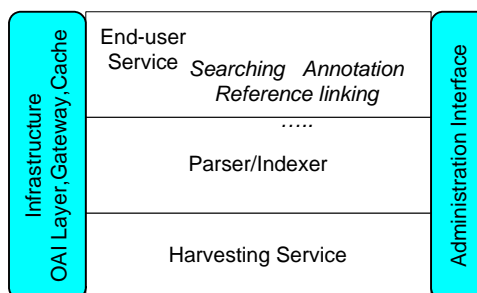 Infrastructure
OAI Layer,Gateway,Cache
End-user
Service
Searching Annotation
Reference linking
.....
Parser/Indexer
Harvesting Service
Administration Interface